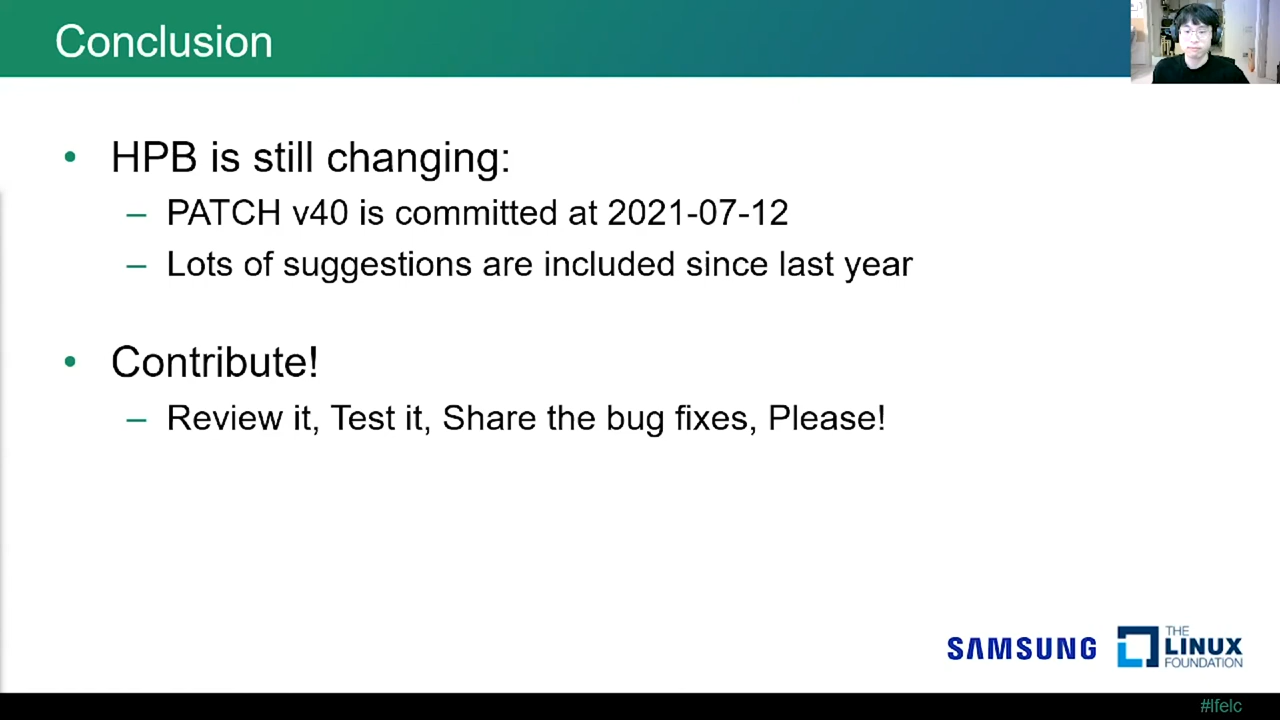 Conclusion
HPB is still changing:
PATCH v40 is committed at 2021-07-12
Lots of suggestions are included since last year
Contribute!
Review it, Test it, Share the bug fixes, Please!
SAMSUNG
THE
LINUX
FOUNDATION
#lfelc